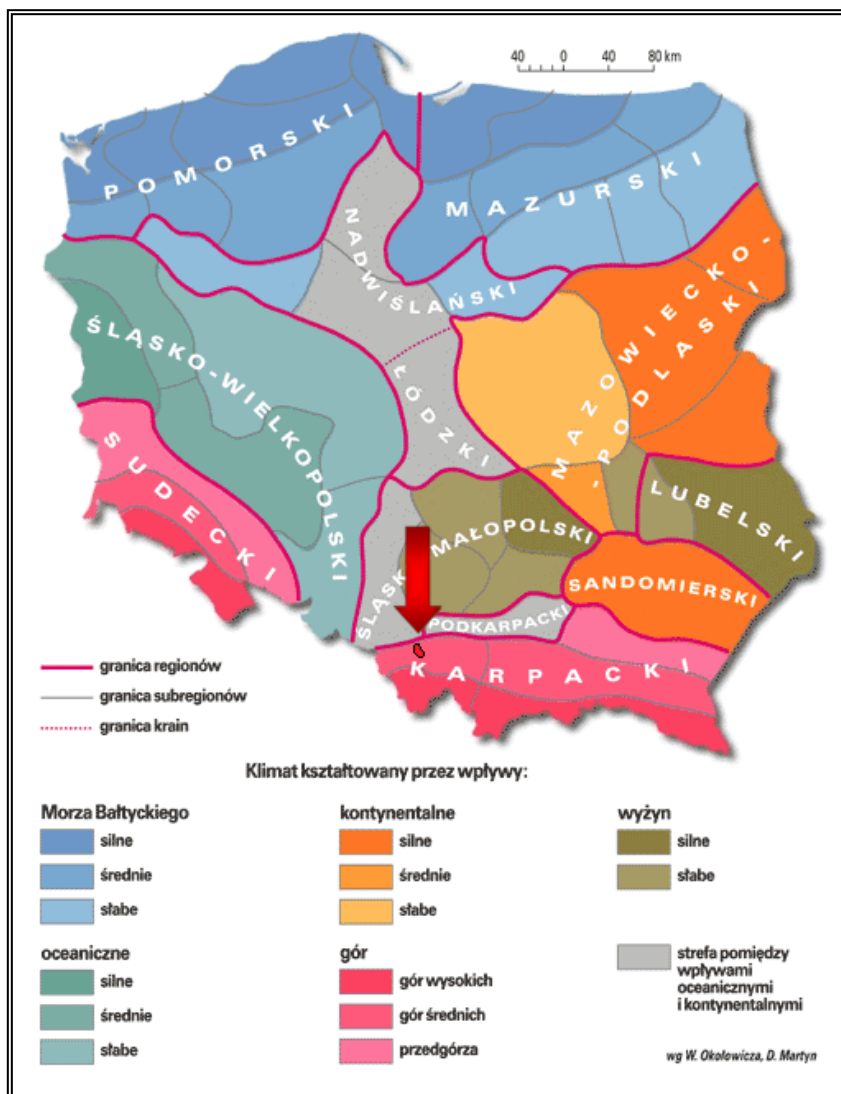 40 0 40 80 km
POMORSKI
MAZURSKI
NADWIŚLAŃSKI
MAZOWIECKO-
-PODLASKI
ŚLĄSKO-WIELKOPOLSKI
ŁÓDZKI
SUDECKI
LUBELSKI
MAŁOPOLSKI
ŚLĄSK
SANDOMIERSKI
PODKARPACKI
KARPACKI
granica regionów
granica subregionów
granica krain
Klimat kształtowany przez wpływy:
Morza Bałtyckiego
silne
średnie
słabe
kontynentalne
silne
średnie
słabe
wyżyn
silne
słabe
oceaniczne
silne
średnie
słabe
gór
gór wysokich
gór średnich
przedgórza
strefa pomiędzy
wpływami
oceanicznymi
i kontynentalnymi
wg W. Okołowicza, D. Martyn